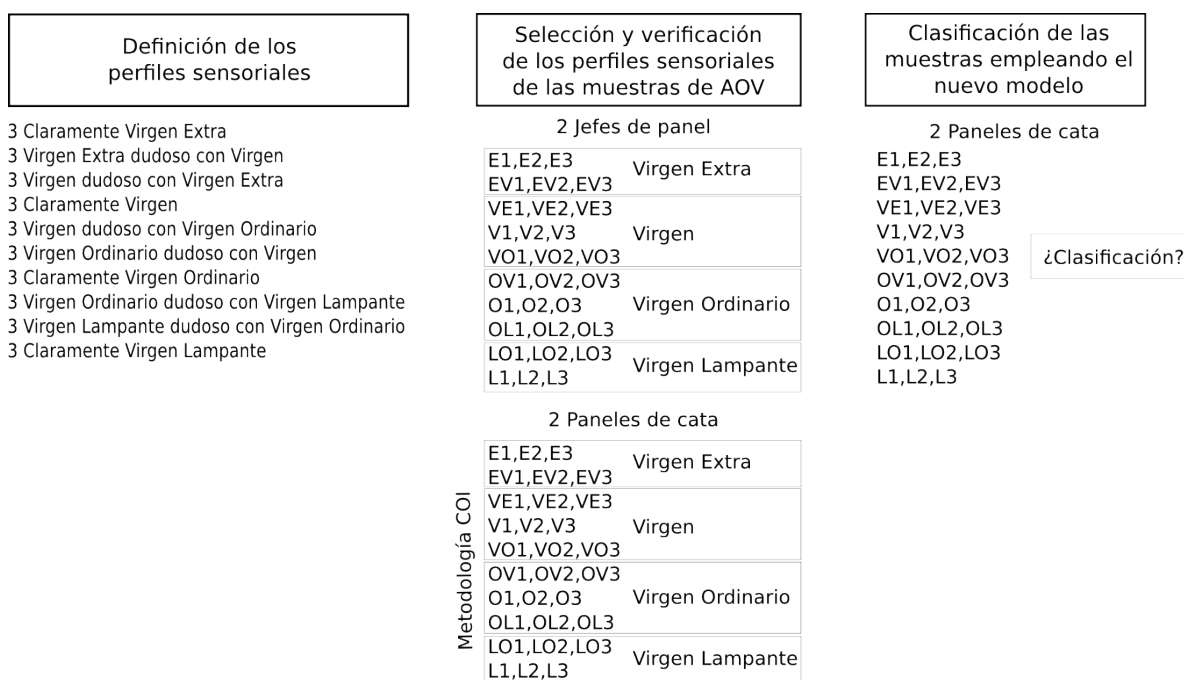 Definición de los
perfiles sensoriales
3 Claramente Virgen Extra
3 Virgen Extra dudoso con Virgen
3 Virgen dudoso con Virgen Extra
3 Claramente Virgen
3 Virgen dudoso con Virgen Ordinario
3 Virgen Ordinario dudoso con Virgen
3 Claramente Virgen Ordinario
3 Virgen Ordinario dudoso con Virgen Lampante
3 Virgen Lampante dudoso con Virgen Ordinario
3 Claramente Virgen Lampante
Selección y verificación
de los perfiles sensoriales
de las muestras de AOV
2 Jefes de panel
E1,E2,E3
EV1,EV2,EV3
Virgen Extra
VE1,VE2,VE3
V1,V2,V3
VO1,VO2,VO3
Virgen
OV1,OV2,OV3
O1,O2,O3
OL1,OL2,OL3
Virgen Ordinario
LO1,LO2,LO3
L1,L2,L3
Virgen Lampante
2 Paneles de cata
Metodología COI
E1,E2,E3
EV1,EV2,EV3
Virgen Extra
VE1,VE2,VE3
V1,V2,V3
VO1,VO2,VO3
Virgen
OV1,OV2,OV3
O1,O2,O3
OL1,OL2,OL3
Virgen Ordinario
LO1,LO2,LO3
L1,L2,L3
Virgen Lampante
Clasificación de las
muestras empleando el
nuevo modelo
2 Paneles de cata
E1,E2,E3
EV1,EV2,EV3
VE1,VE2,VE3
V1,V2,V3
VO1,VO2,VO3
OV1,OV2,OV3
O1,O2,O3
OL1,OL2,OL3
LO1,LO2,LO3
L1,L2,L3
¿Clasificación?